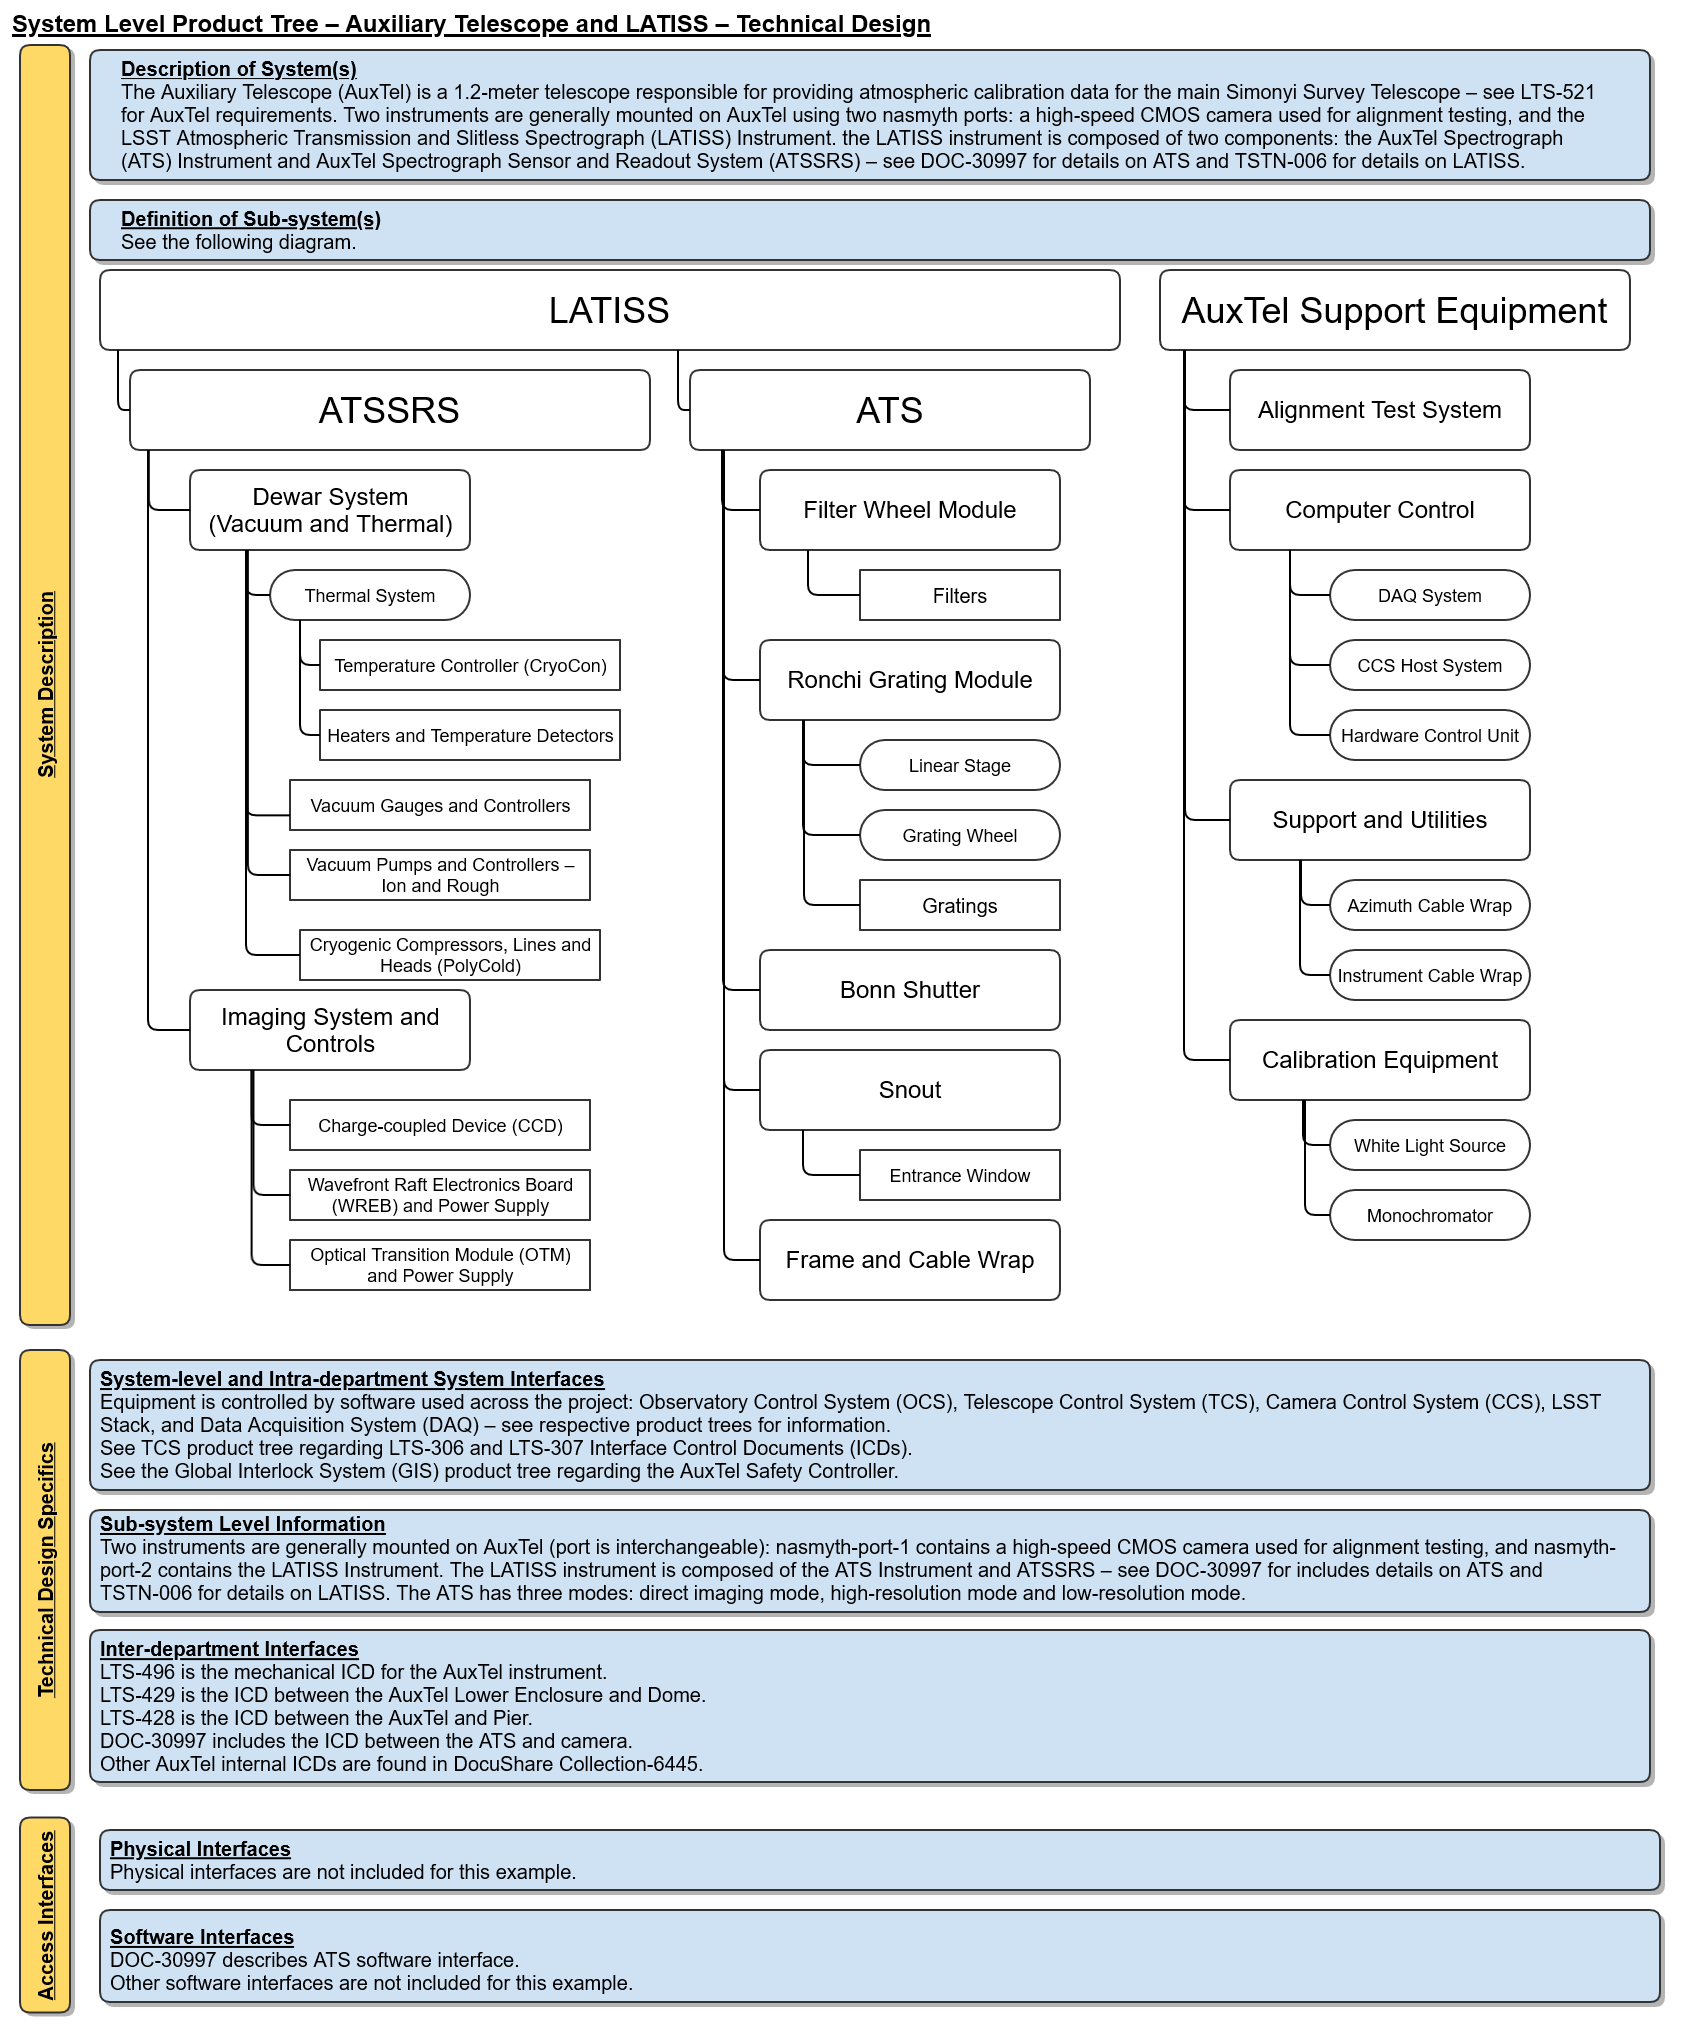 System Level Product Tree – Auxiliary Telescope and LATISS – Technical Design
System Description
Description of System(s)
The Auxiliary Telescope (AuxTel) is a 1.2-meter telescope responsible for providing atmospheric calibration data for the main Simonyi Survey Telescope – see LTS-521
for AuxTel requirements. Two instruments are generally mounted on AuxTel using two nasmyth ports: a high-speed CMOS camera used for alignment testing, and the
LSST Atmospheric Transmission and Slitless Spectrograph (LATISS) Instrument. the LATISS instrument is composed of two components: the AuxTel Spectrograph
(ATS) Instrument and AuxTel Spectrograph Sensor and Readout System (ATSSRS) – see DOC-30997 for details on ATS and TSTN-006 for details on LATISS.
Definition of Sub-system(s)
See the following diagram.
LATISS
ATSSRS
Dewar System
(Vacuum and Thermal)
Thermal System
Temperature Controller (CryoCon)
Heaters and Temperature Detectors
Vacuum Gauges and Controllers
Vacuum Pumps and Controllers –
Ion and Rough
Cryogenic Compressors, Lines and
Heads (PolyCold)
Imaging System and
Controls
Charge-coupled Device (CCD)
Wavefront Raft Electronics Board
(WREB) and Power Supply
Optical Transition Module (OTM)
and Power Supply
ATS
Filter Wheel Module
Filters
Ronchi Grating Module
Linear Stage
Grating Wheel
Gratings
Bonn Shutter
Snout
Entrance Window
Frame and Cable Wrap
AuxTel Support Equipment
Alignment Test System
Computer Control
DAQ System
CCS Host System
Hardware Control Unit
Support and Utilities
Azimuth Cable Wrap
Instrument Cable Wrap
Calibration Equipment
White Light Source
Monochromator
Technical Design Specifics
System-level and Intra-department System Interfaces
Equipment is controlled by software used across the project: Observatory Control System (OCS), Telescope Control System (TCS), Camera Control System (CCS), LSST
Stack, and Data Acquisition System (DAQ) – see respective product trees for information.
See TCS product tree regarding LTS-306 and LTS-307 Interface Control Documents (ICDs).
See the Global Interlock System (GIS) product tree regarding the AuxTel Safety Controller.
Sub-system Level Information
Two instruments are generally mounted on AuxTel (port is interchangeable): nasmyth-port-1 contains a high-speed CMOS camera used for alignment testing, and nasmyth-
port-2 contains the LATISS Instrument. The LATISS instrument is composed of the ATS Instrument and ATSSRS – see DOC-30997 for includes details on ATS and
TSTN-006 for details on LATISS. The ATS has three modes: direct imaging mode, high-resolution mode and low-resolution mode.
Inter-department Interfaces
LTS-496 is the mechanical ICD for the AuxTel instrument.
LTS-429 is the ICD between the AuxTel Lower Enclosure and Dome.
LTS-428 is the ICD between the AuxTel and Pier.
DOC-30997 includes the ICD between the ATS and camera.
Other AuxTel internal ICDs are found in DocuShare Collection-6445.
Access Interfaces
Physical Interfaces
Physical interfaces are not included for this example.
Software Interfaces
DOC-30997 describes ATS software interface.
Other software interfaces are not included for this example.